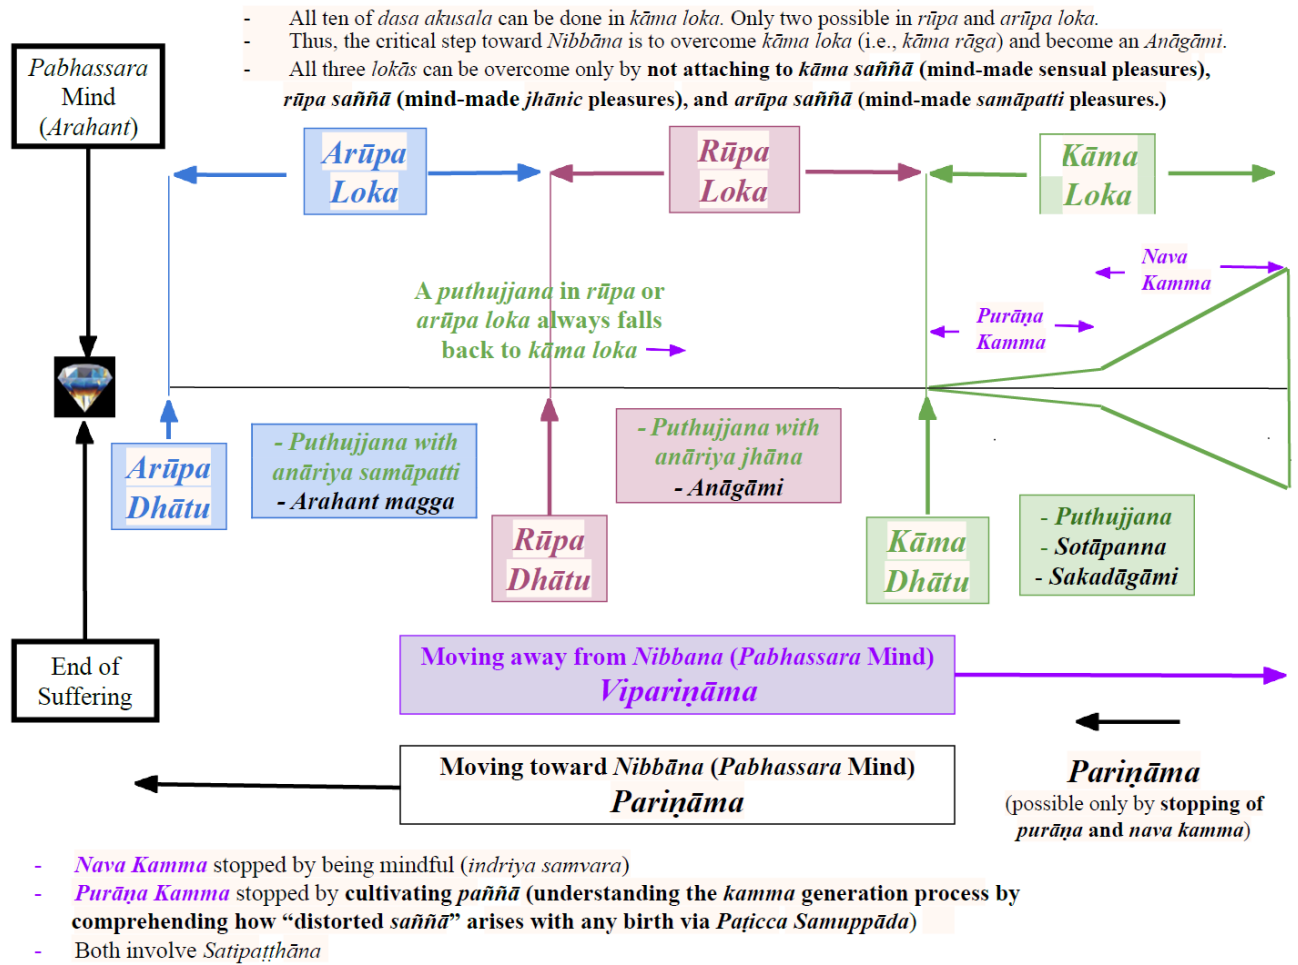 - All ten of dasa akusala can be done in kāma loka. Only two possible in rūpa and arūpa loka.
- Thus, the critical step toward Nibbāna is to overcome kāma loka (i.e., kāma rāga) and become an Anāgāmi.
- All three lokās can be overcome only by not attaching to kāma saññā (mind-made sensual pleasures),
rūpa saññā (mind-made jhānic pleasures), and arūpa saññā (mind-made samāpatti pleasures.)
Pabhassara
Mind
(Arahant)
Arūpa
Loka
Rūpa
Loka
Kāma
Loka
Nava
Kamma
Purāṇa
Kamma
A puthujjana in rūpa or
arūpa loka always falls
back to kāma loka
Arūpa
Dhātu
- Puthujjana with
anāriya samāpatti
- Arahant magga
Rūpa
Dhātu
- Puthujjana with
anāriya jhāna
- Anāgāmi
Kāma
Dhātu
- Puthujjana
- Sotāpanna
- Sakadāgāmi
End of
Suffering
Moving away from Nibbana (Pabhassara Mind)
Vipariṇāma
Moving toward Nibbāna (Pabhassara Mind)
Pariṇāma
Pariṇāma
(possible only by stopping of
purāṇa and nava kamma)
- Nava Kamma stopped by being mindful (indriya samvara)
- Purāṇa Kamma stopped by cultivating paññā (understanding the kamma generation process by
comprehending how “distorted saññā” arises with any birth via Paṭicca Samuppāda)
- Both involve Satipaṭṭhāna